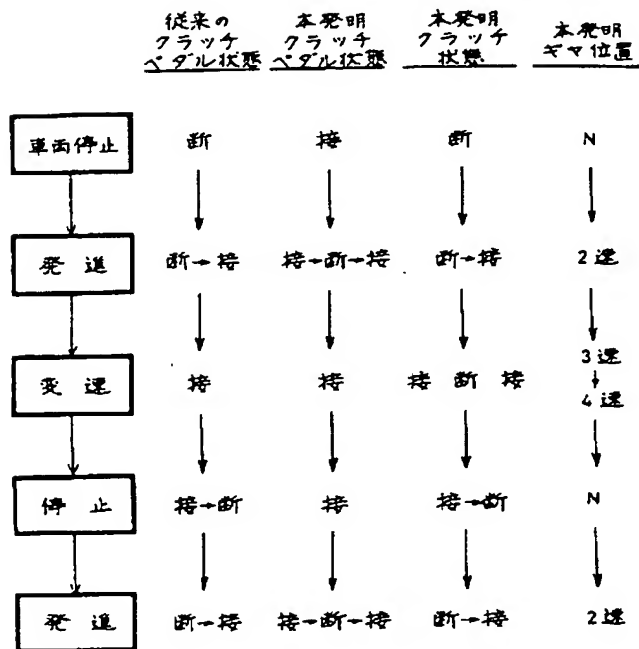 従来の
クラッチ
ペダル状態
本発明
クラッチ
ペダル状態
本発明
クラッチ
状態
本発明
ギヤ位置
車両停止 断 接 断 N
発進 断→接 接→断→接 断→接 2速
変速 接 接 接 断 接 3速
↓
4速
停止 接→断 接 接→断 N
発進 断→接 接→断→接 断→接 2速